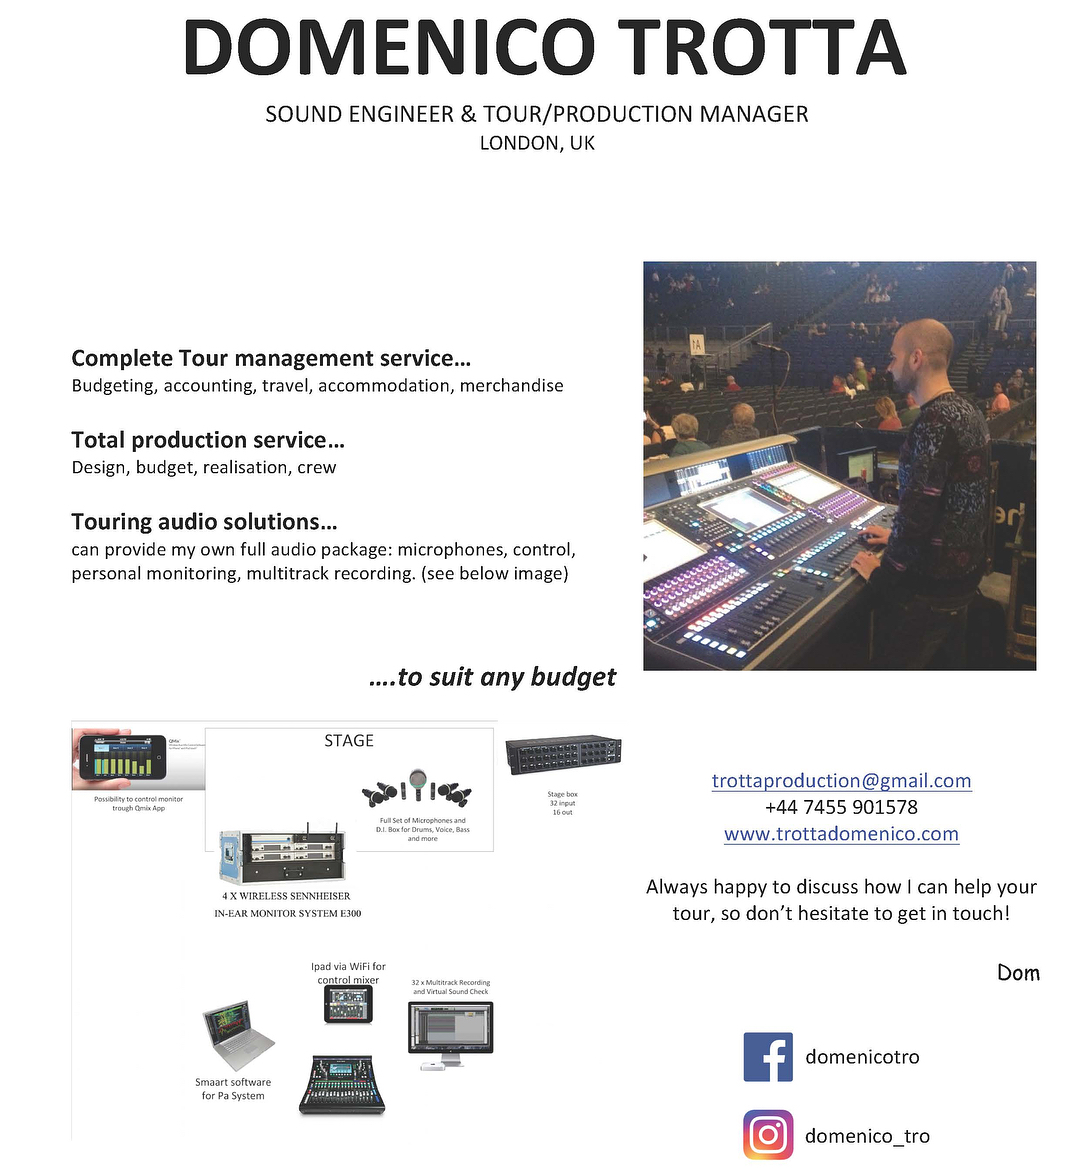 DOMENICO TROTTA
SOUND ENGINEER & TOUR/PRODUCTION MANAGER
LONDON, UK
Complete Tour management service…
Budgeting, accounting, travel, accommodation, merchandise
Total production service…
Design, budget, realisation, crew
Touring audio solutions…
can provide my own full audio package: microphones, control,
personal monitoring, multitrack recording. (see below image)
A1
….to suit any budget
QMix
Possibility to control monitor
trough Qmix App
STAGE
Full Set of Microphones and
D.I. Box for Drums, Voice, Bass
and more
4 X WIRELESS SENNHEISER
IN-EAR MONITOR SYSTEM E300
Stage box
32 input
16 out
Ipad via WiFi for
control mixer
32 x Multitrack Recording
and Virtual Sound Check
Smaart software
for Pa System
trottaproduction@gmail.com
+44 7455 901578
www.trottadomenico.com
Always happy to discuss how I can help your
tour, so don’t hesitate to get in touch!
Dom
domenicotro
domenico_tro